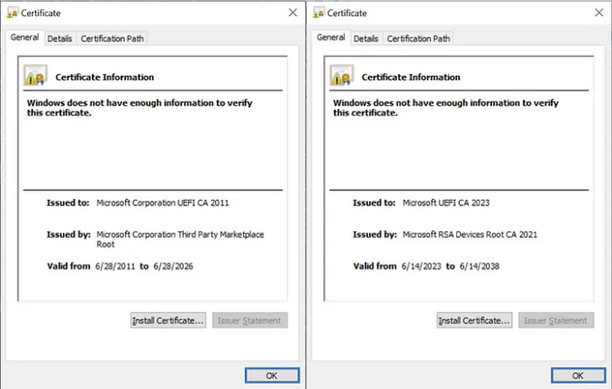 Certificate
General Details Certification Path
Certificate Information
Windows does not have enough information to verify
this certificate.
Issued to: Microsoft Corporation UEFI CA 2011
Issued by: Microsoft Corporation Third Party Marketplace
Root
Valid from 6/28/2011 to 6/28/2026
Install Certificate... Issuer Statement
OK
Certificate
General Details Certification Path
Certificate Information
Windows does not have enough information to verify
this certificate.
Issued to: Microsoft UEFI CA 2023
Issued by: Microsoft RSA Devices Root CA 2021
Valid from 6/14/2023 to 6/14/2038
Install Certificate... Issuer Statement
OK